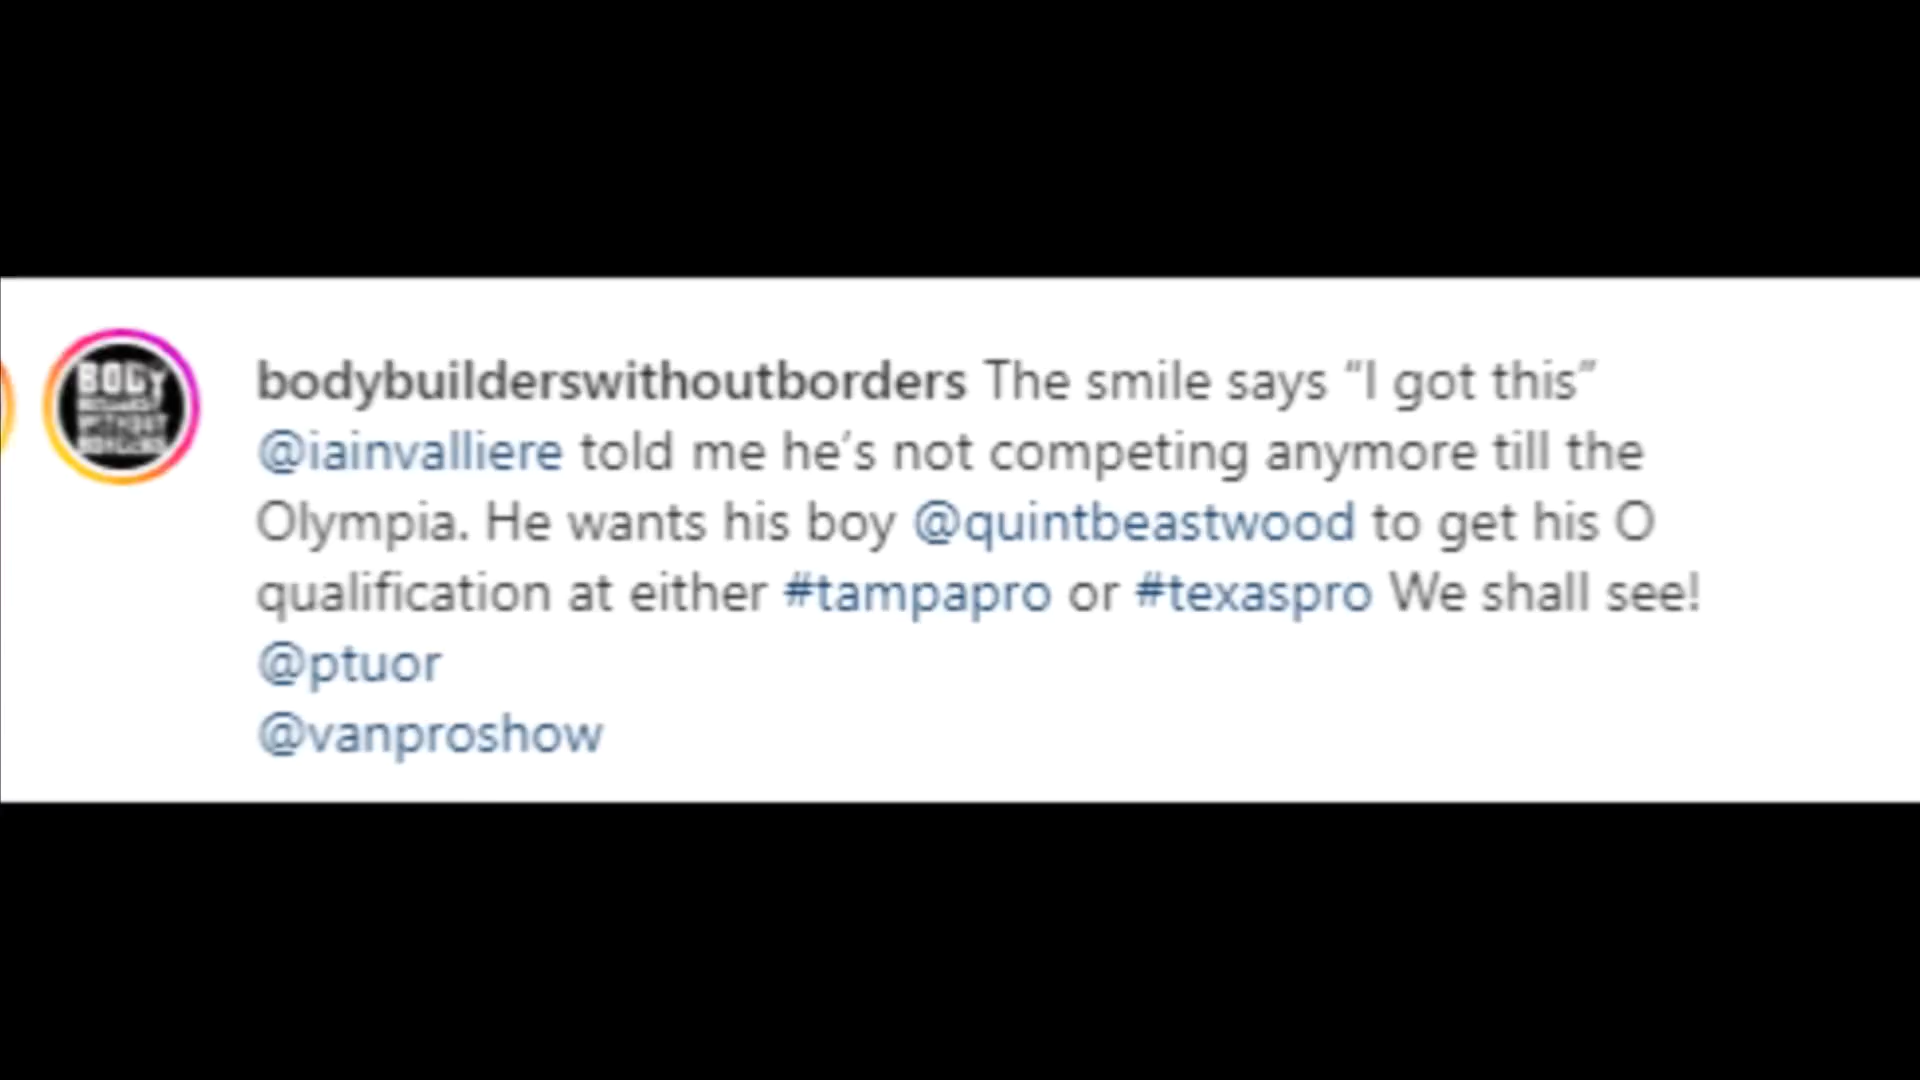 BODY
bodybuilderswithoutborders The smile says “I got this”
@iainvalliere told me he’s not competing anymore till the
Olympia. He wants his boy @quintbeastwood to get his O
qualification at either #tampapro or #texaspro We shall see!
@ptuor
@vanproshow